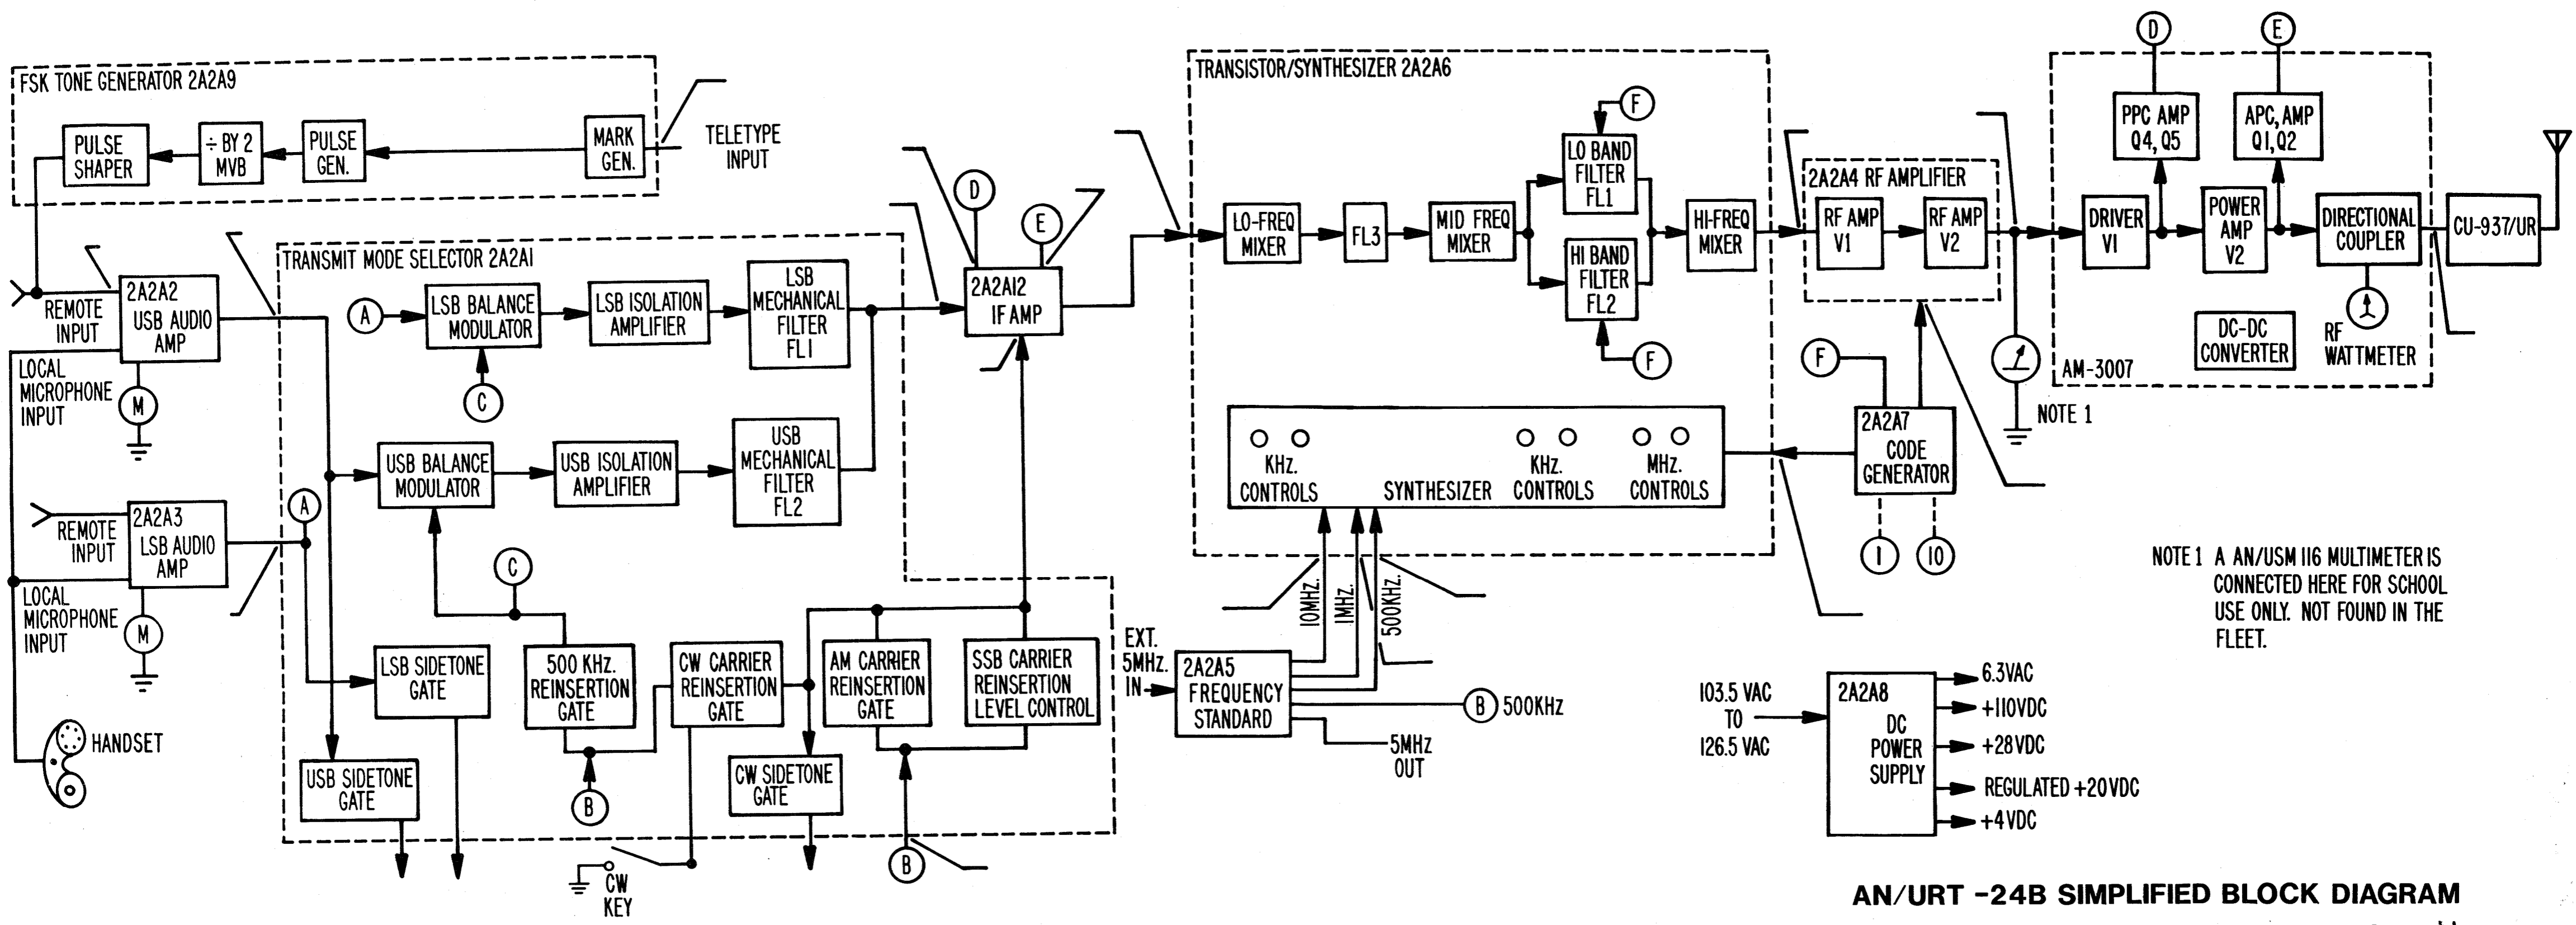 FSK TONE GENERATOR 2A2A9
PULSE
SHAPER
÷ BY 2
MVB
PULSE
GEN.
MARK
GEN.
TELETYPE
INPUT
REMOTE
INPUT
2A2A2
USB AUDIO
AMP
LOCAL
MICROPHONE
INPUT
M
REMOTE
INPUT
2A2A3
LSB AUDIO
AMP
LOCAL
MICROPHONE
INPUT
M
HANDSET
A
TRANSMIT MODE SELECTOR 2A2A1
A
LSB BALANCE
MODULATOR
C
LSB ISOLATION
AMPLIFIER
LSB
MECHANICAL
FILTER
FL1
USB BALANCE
MODULATOR
USB ISOLATION
AMPLIFIER
USB
MECHANICAL
FILTER
FL2
C
LSB SIDETONE
GATE
USB SIDETONE
GATE
500 KHz.
REINSERTION
GATE
B
CW CARRIER
REINSERTION
GATE
CW SIDETONE
GATE
AM CARRIER
REINSERTION
GATE
SSB CARRIER
REINSERTION
LEVEL CONTROL
B
CW
KEY
D
E
2A2A12
IF AMP
TRANSISTOR/SYNTHESIZER 2A2A6
LO-FREQ
MIXER
FL3
MID FREQ
MIXER
F
LO BAND
FILTER
FL1
HI BAND
FILTER
FL2
F
HI-FREQ
MIXER
KHz.
CONTROLS
SYNTHESIZER
KHz.
CONTROLS
MHz.
CONTROLS
10MHZ.
1MHZ.
500KHZ.
EXT.
5MHz.
IN
2A2A5
FREQUENCY
STANDARD
B 500KHz
5MHz
OUT
2A2A4 RF AMPLIFIER
RF AMP
V1
RF AMP
V2
F
2A2A7
CODE
GENERATOR
1
10
NOTE 1
D
E
PPC AMP
Q4, Q5
APC, AMP
Q1, Q2
DRIVER
V1
POWER
AMP
V2
DIRECTIONAL
COUPLER
CU-937/UR
DC-DC
CONVERTER
RF
WATTMETER
AM-3007
NOTE 1 A AN/USM 116 MULTIMETER IS
CONNECTED HERE FOR SCHOOL
USE ONLY. NOT FOUND IN THE
FLEET.
103.5 VAC
TO
126.5 VAC
2A2A8
DC
POWER
SUPPLY
6.3VAC
+110VDC
+28VDC
REGULATED +20VDC
+4VDC
AN/URT -24B SIMPLIFIED BLOCK DIAGRAM